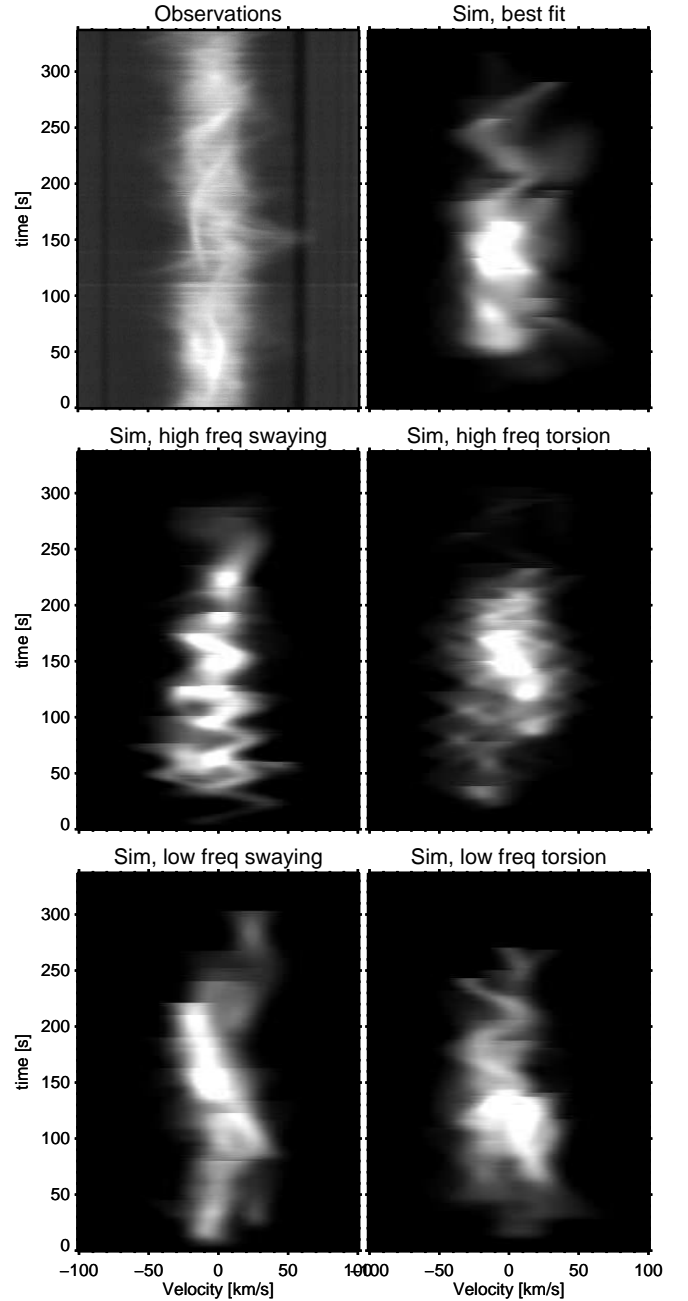 Observations
Sim, best fit
300
250
200
150
100
50
0
time [s]
Sim, high freq swaying
Sim, high freq torsion
300
250
200
150
100
50
0
time [s]
Sim, low freq swaying
Sim, low freq torsion
300
250
200
150
100
50
0
time [s]
−100 −50 0 50 100
−100 −50 0 50 100
Velocity [km/s]
Velocity [km/s]